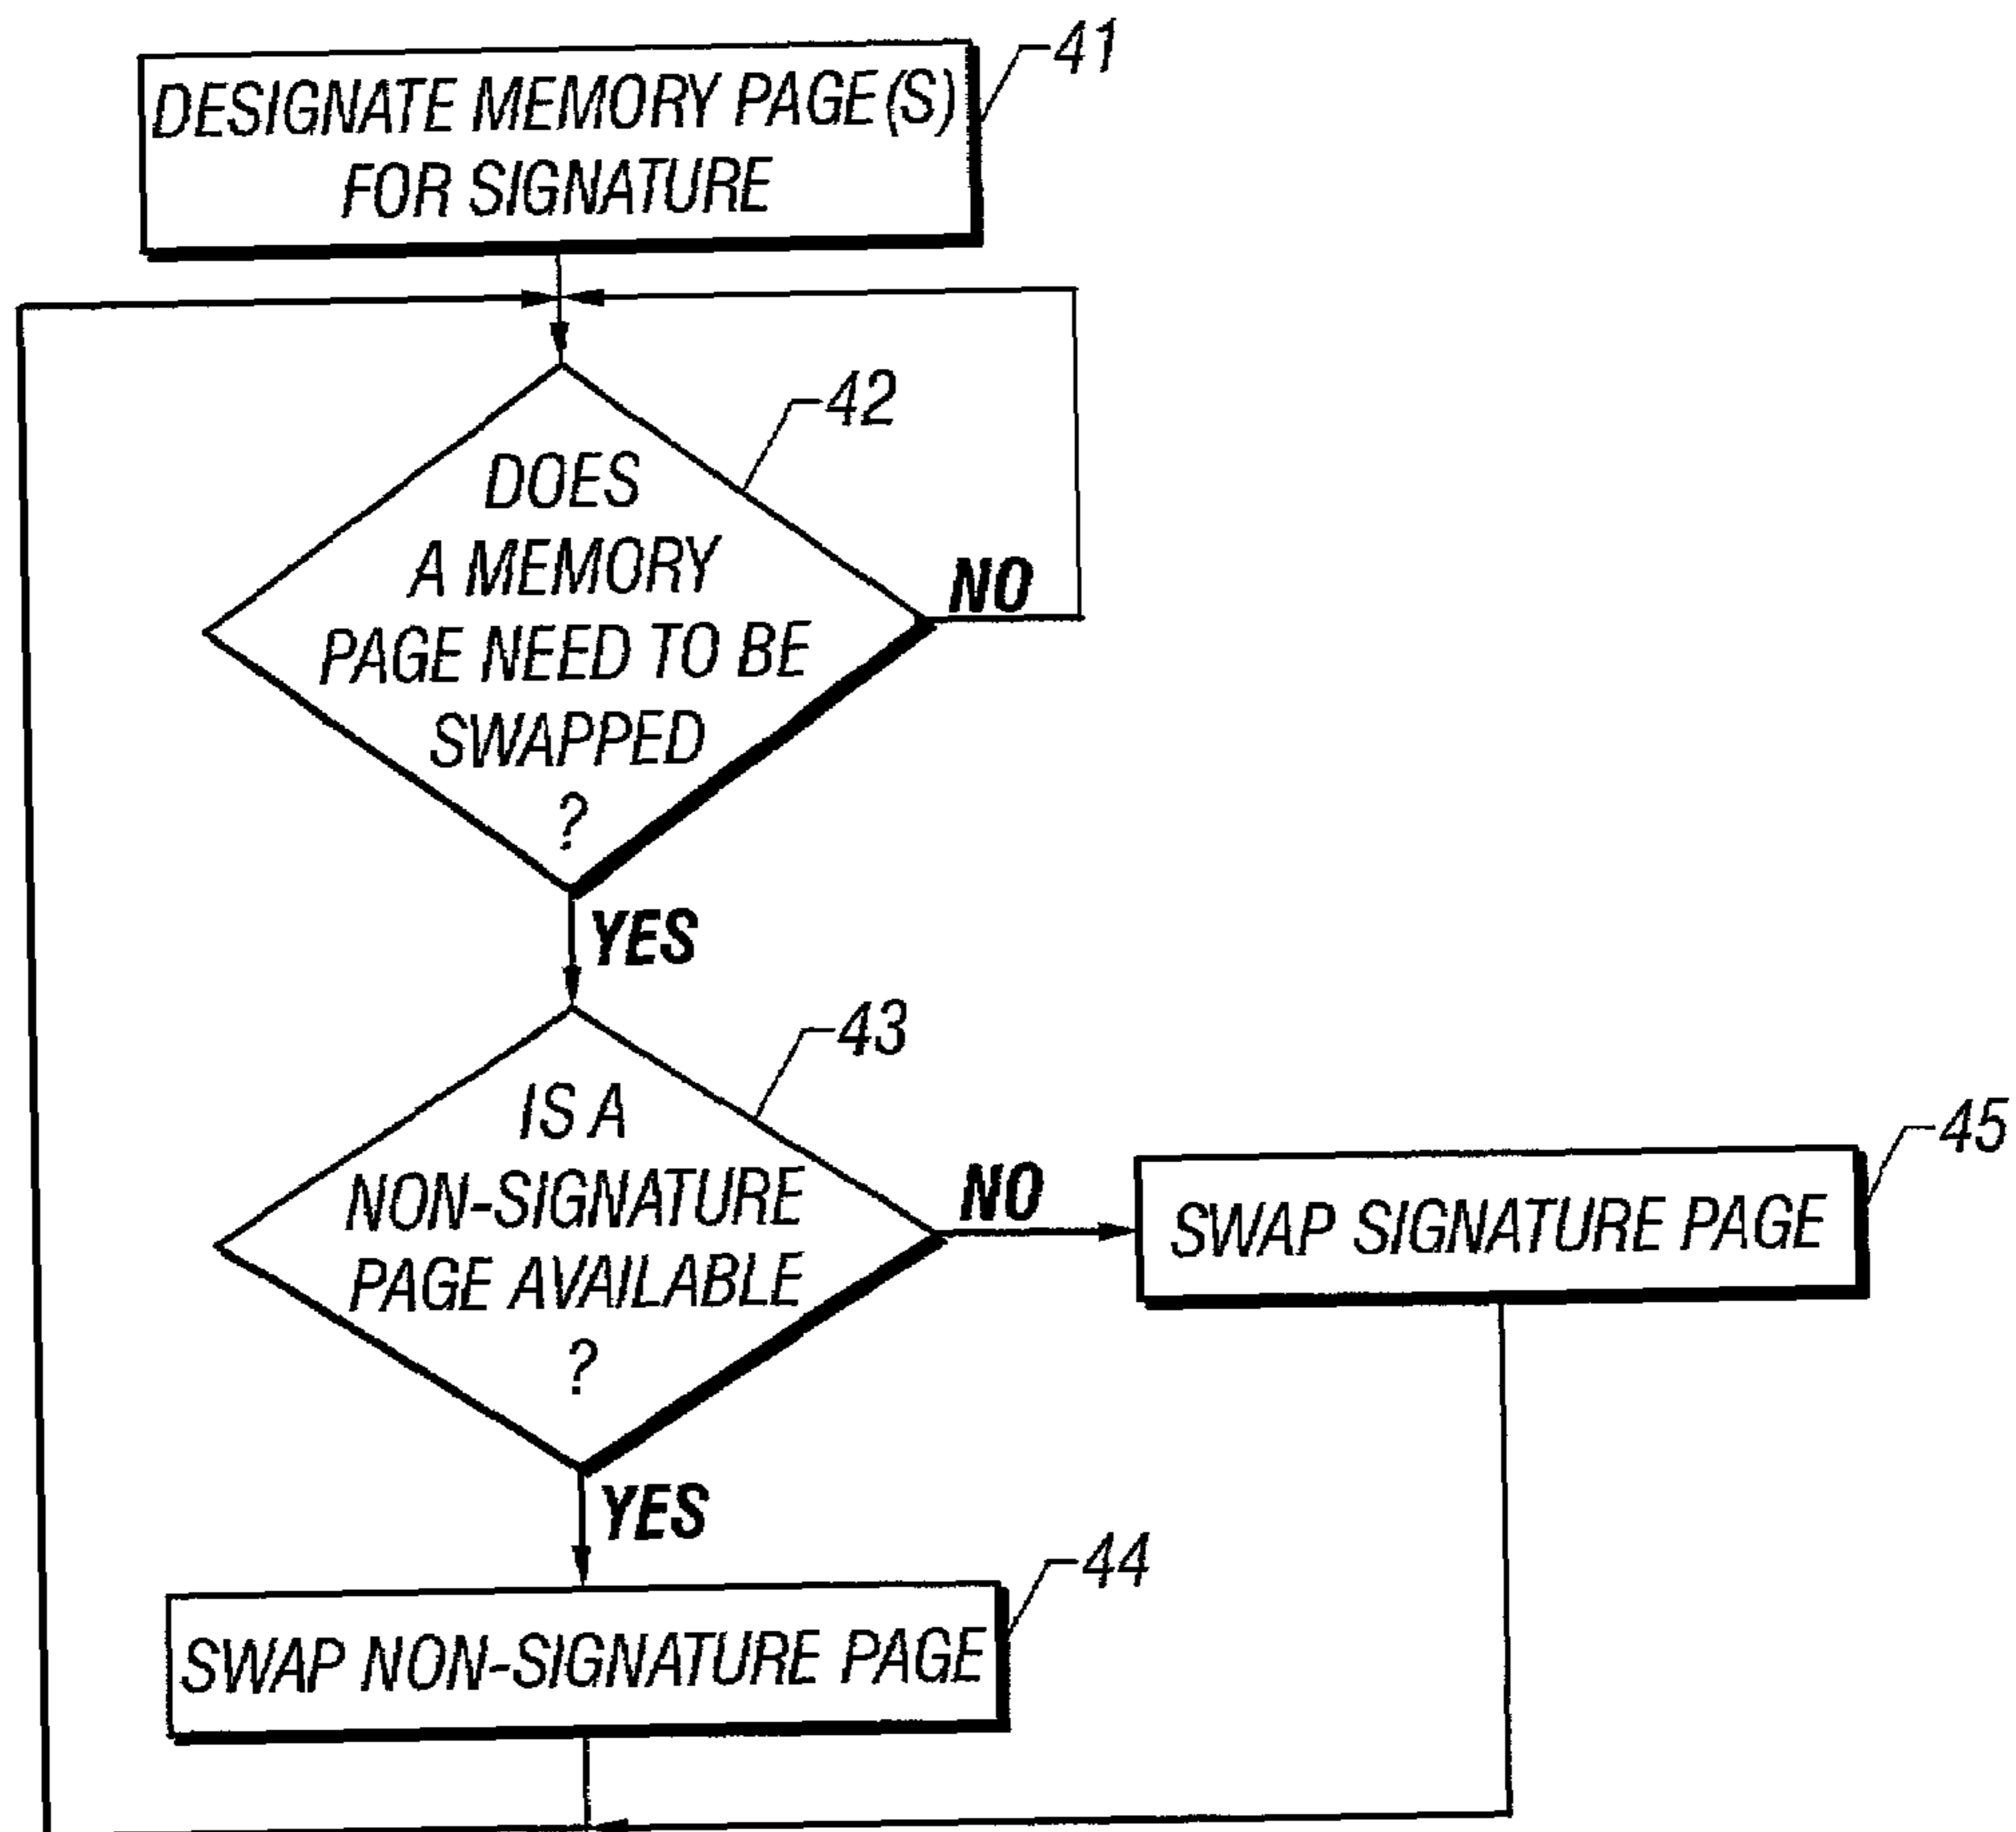 41
DESIGNATE MEMORY PAGE(S)
FOR SIGNATURE
42
DOES
A MEMORY
PAGE NEED TO BE
SWAPPED
?
NO
YES
43
IS A
NON-SIGNATURE
PAGE AVAILABLE
?
NO
45
SWAP SIGNATURE PAGE
YES
44
SWAP NON-SIGNATURE PAGE